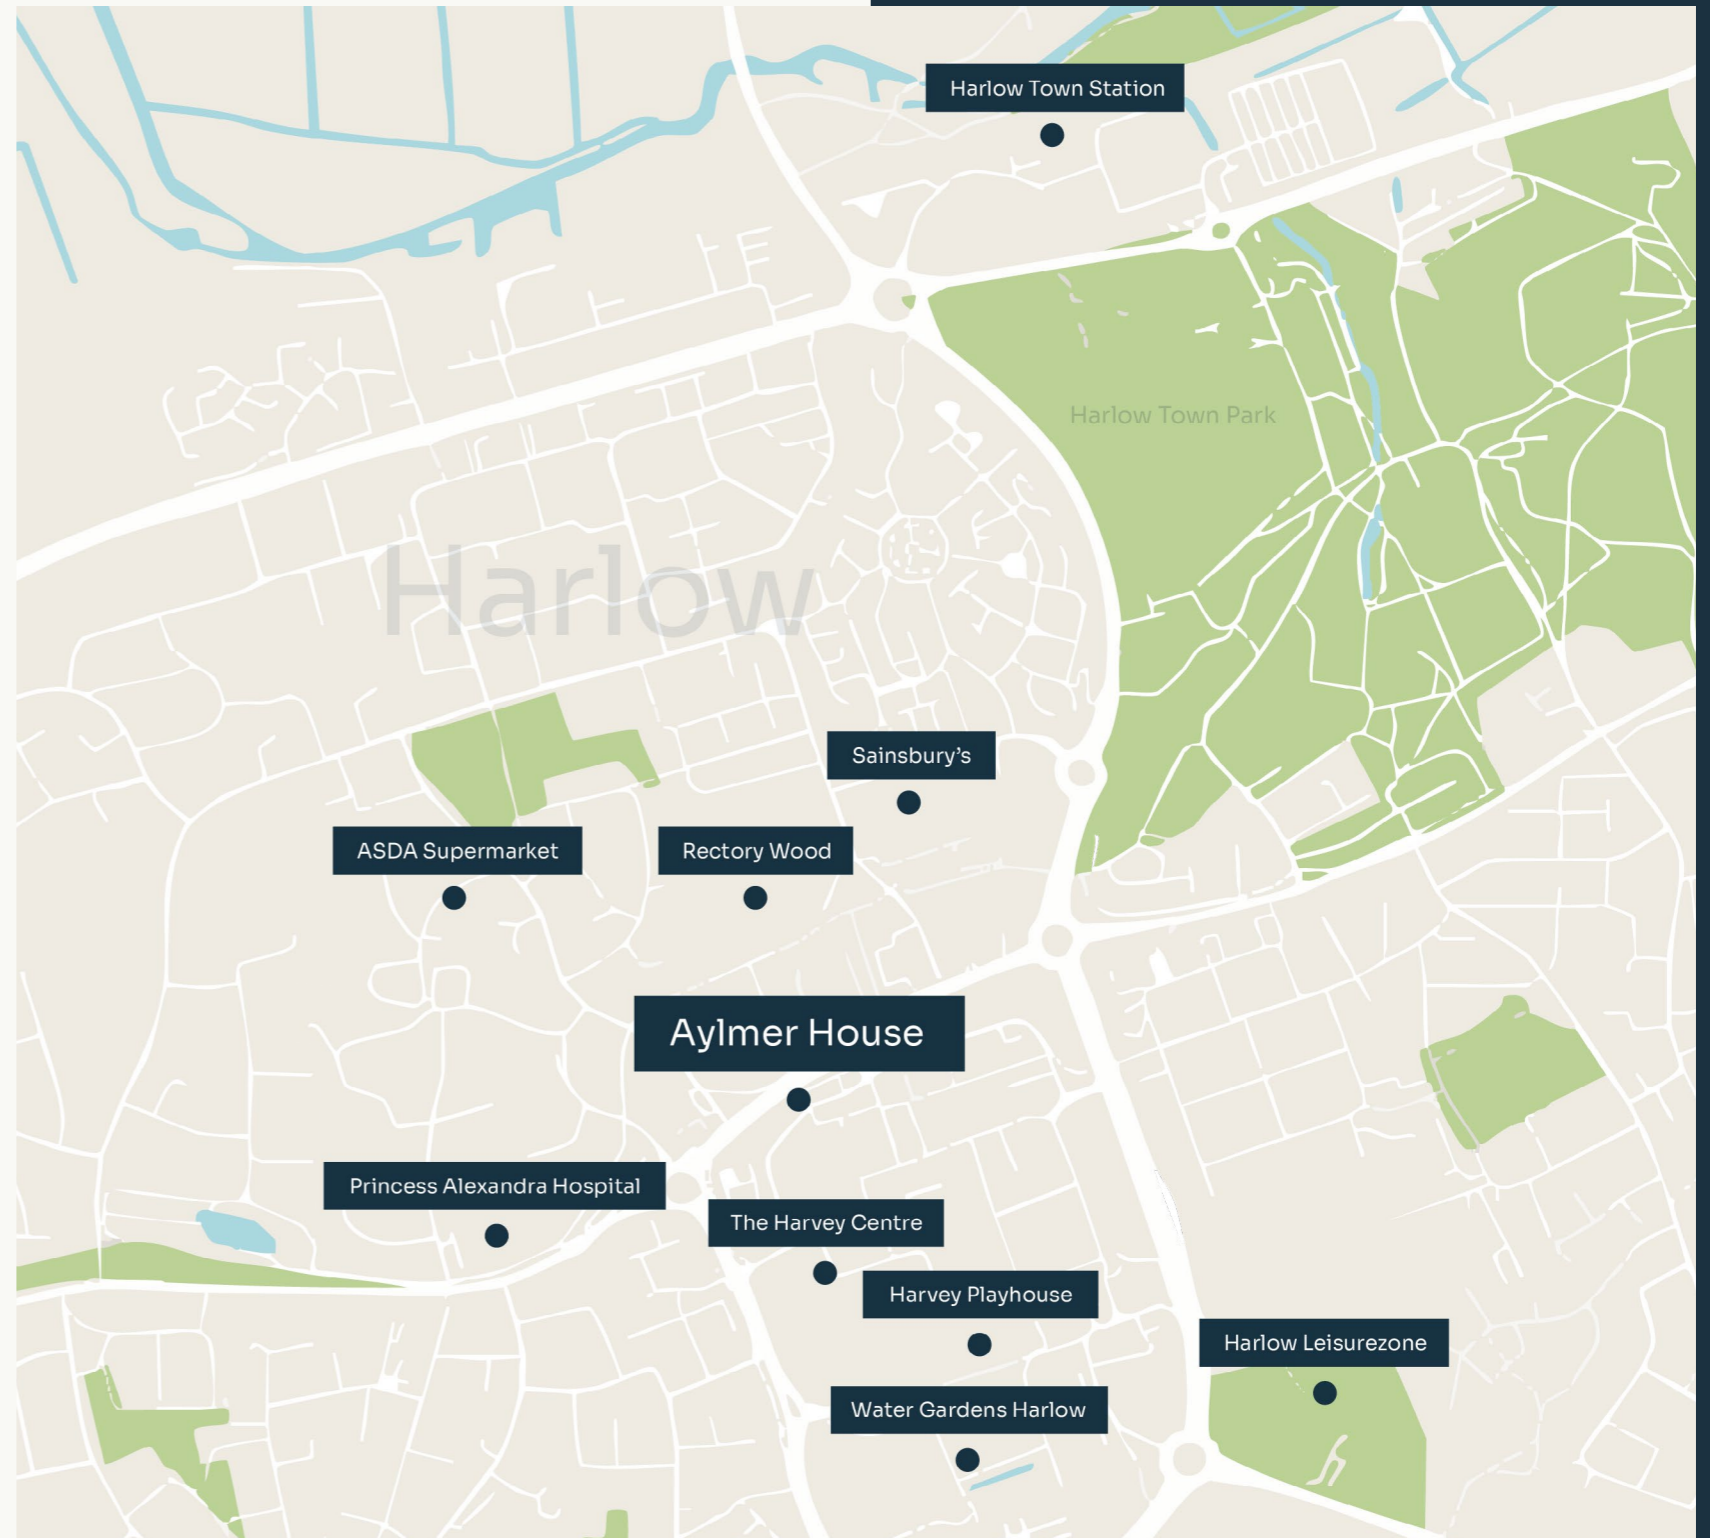 Harlow Town Station
Harlow Town Park
Harlow
Sainsbury's
ASDA Supermarket
Rectory Wood
Aylmer House
Princess Alexandra Hospital
The Harvey Centre
Harvey Playhouse
Harlow Leisurezone
Water Gardens Harlow